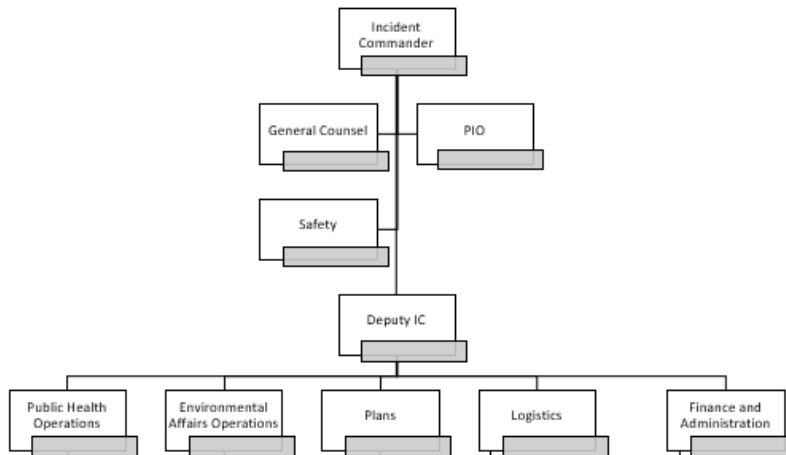 Incident
Commander
General Counsel
PIO
Safety
Deputy IC
Public Health
Operations
Environmental
Affairs Operations
Plans
Logistics
Finance and
Administration